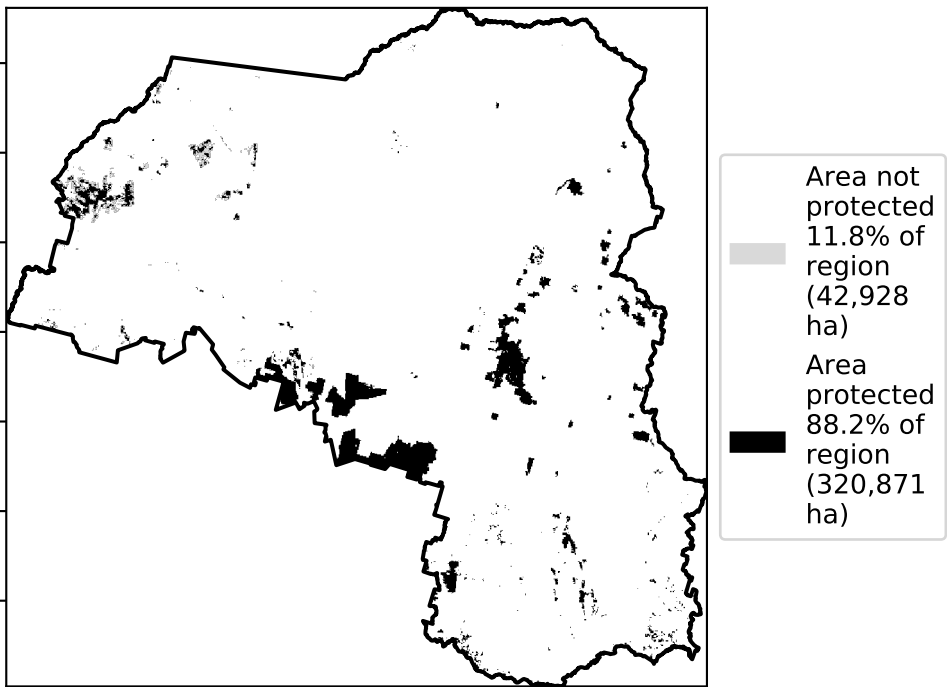 Area not
protected
11.8% of
region
(42,928
ha)
Area
protected
88.2% of
region
(320,871
ha)